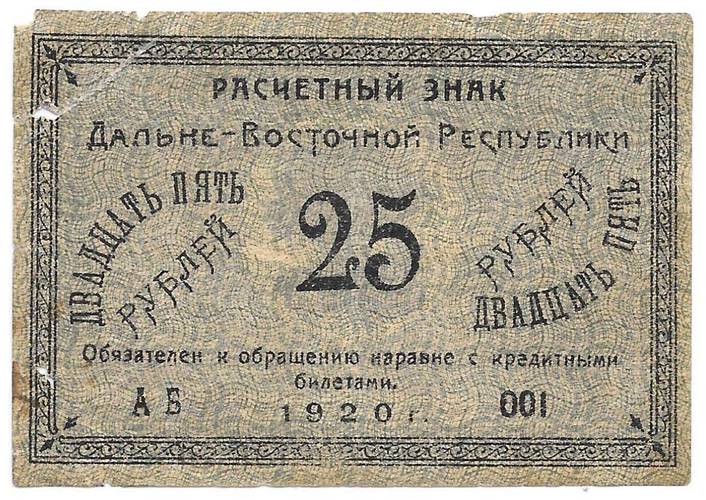 РАСЧЕТНЫЙ ЗНАК
Дальне-Восточной Республики
ДВАДЦАТЬ ПЯТЬ
РУБЛЕЙ
25
РУБЛЕЙ
ДВАДЦАТЬ ПЯТЬ
Обязателен к обращению наравне с кредитными
билетами.
АБ
1920 г.
001